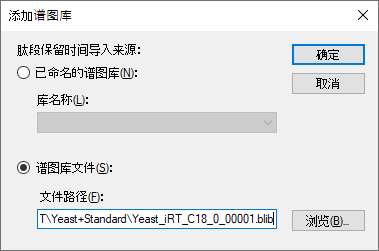 添加谱图库
肽段保留时间导入来源:
确定
已命名的谱图库(N):
取消
库名称(L):
谱图库文件(S):
文件路径(F):
T\Yeast+Standard\Yeast_iRT_C18_0_00001.blib
浏览(B)...